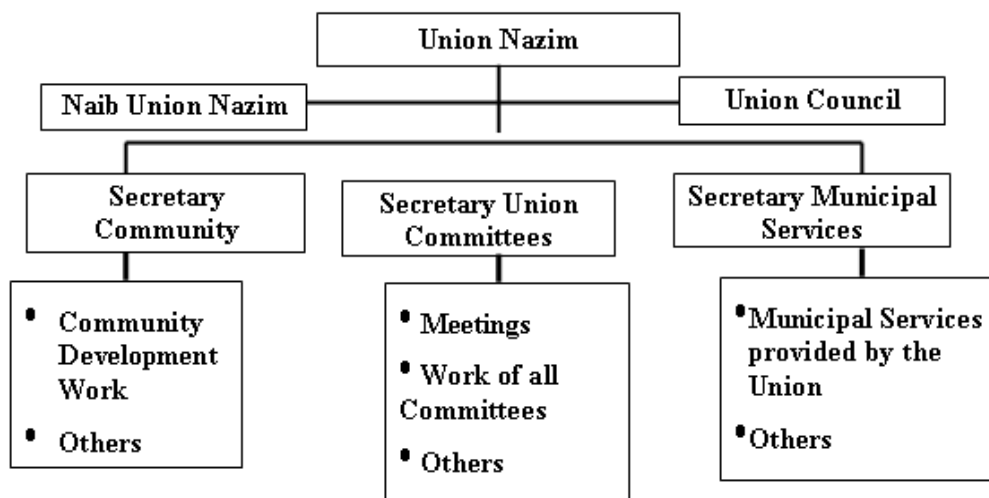 Union Nazim
Naib Union Nazim
Union Council
Secretary
Community
Secretary Union
Committees
Secretary Municipal
Services
• Community
Development
Work
• Others
• Meetings
• Work of all
Committees
• Others
• Municipal Services
provided by the
Union
• Others